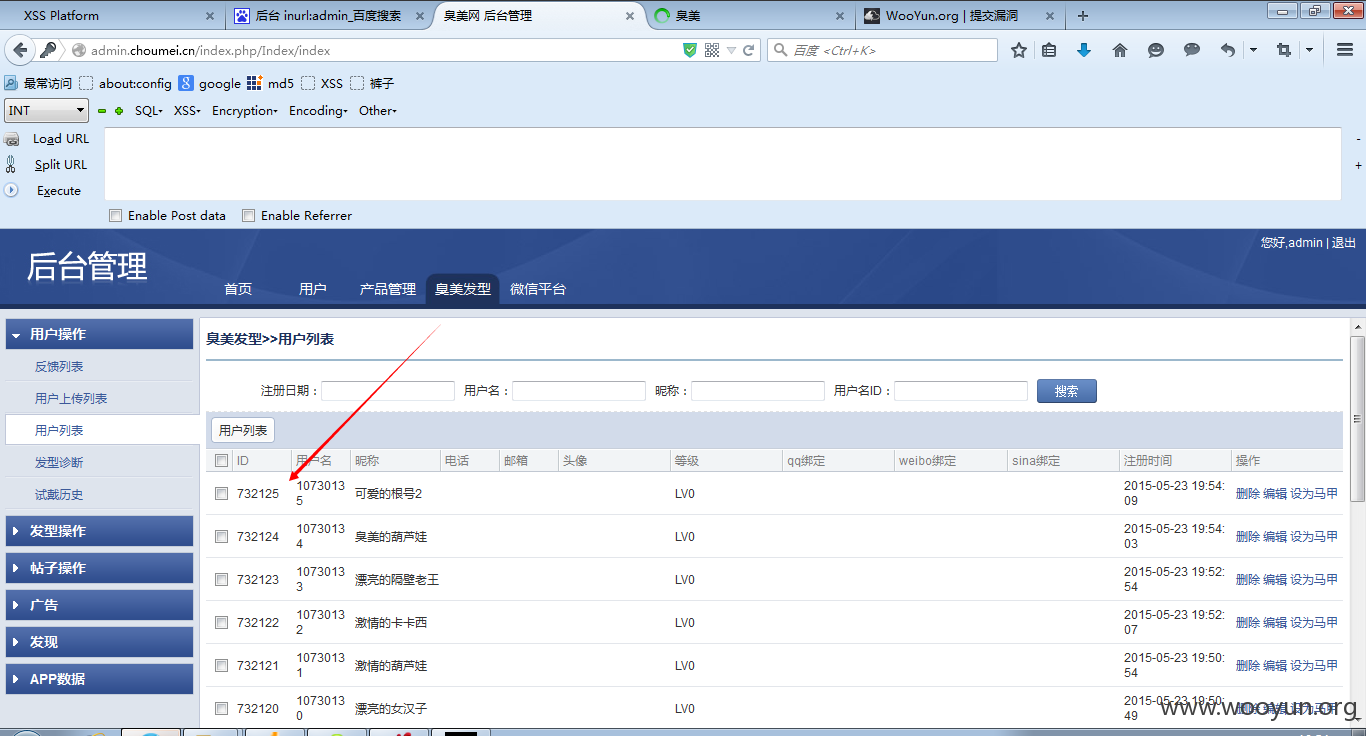 XSS Platform
后台 inurl:admin_百度搜索
臭美网 后台管理
臭美
WooYun.org | 提交漏洞
admin.choumei.cn/index.php/Index/index
百度 <Ctrl+K>
最常访问 about:config google md5 XSS 裤子
INT SQL XSS Encryption Encoding Other
Load URL
Split URL
Execute
Enable Post data Enable Referrer
您好,admin | 退出
后台管理
首页 用户 产品管理 臭美发型 微信平台
用户操作
反馈列表
用户上传列表
用户列表
发型诊断
试戴历史
发型操作
帖子操作
广告
发现
APP数据
臭美发型>>用户列表
注册日期： 用户名： 昵称： 用户名ID： 搜索
用户列表
ID 用户名 昵称 电话 邮箱 头像 等级 qq绑定 weibo绑定 sina绑定 注册时间 操作
732125 10730135 可爱的根号2 LV0 2015-05-23 19:54:09 删除 编辑 设为马甲
732124 10730134 臭美的葫芦娃 LV0 2015-05-23 19:54:03 删除 编辑 设为马甲
732123 10730133 漂亮的隔壁老王 LV0 2015-05-23 19:52:54 删除 编辑 设为马甲
732122 10730132 激情的卡卡西 LV0 2015-05-23 19:52:07 删除 编辑 设为马甲
732121 10730131 激情的葫芦娃 LV0 2015-05-23 19:50:54 删除 编辑 设为马甲
732120 10730130 漂亮的女汉子 LV0 2015-05-23 19:50:49 删除 编辑 设为马甲
www.wooyun.org